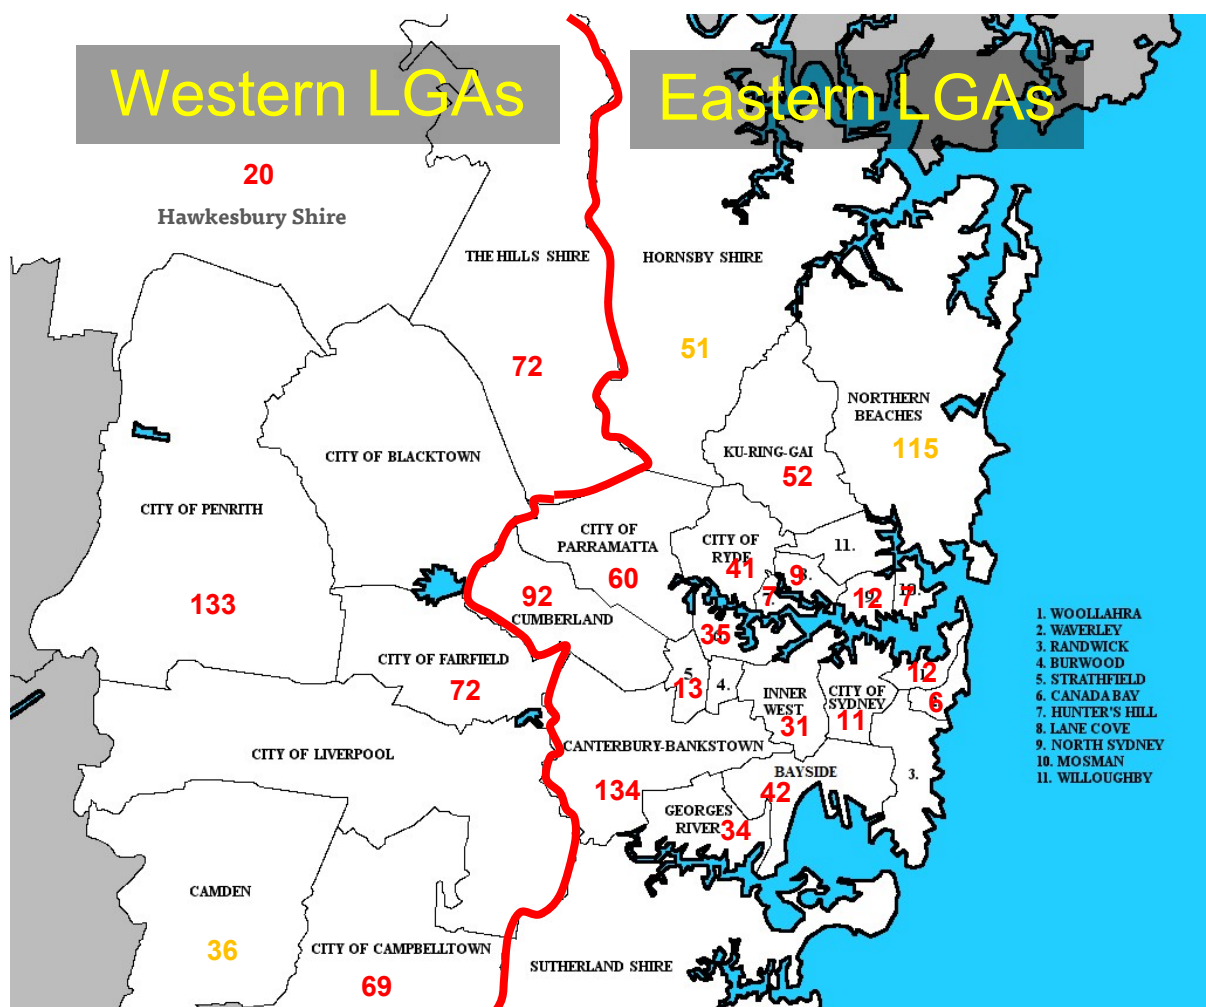 Western LGAs
Eastern LGAs
20
Hawkesbury Shire
THE HILLS SHIRE
HORNSBY SHIRE
72
51
NORTHERN
BEACHES
115
KU-RING-GAI
52
CITY OF BLACKTOWN
CITY OF PENRITH
133
CITY OF
PARRAMATTA
60
CITY OF
RYDE
41
11.
8.
9
7.
7
9.
12
10.
7
92
CUMBERLAND
35
CITY OF FAIRFIELD
72
5.
13
4.
INNER
WEST
31
CITY OF
SYDNEY
11
1.
12
6
CITY OF LIVERPOOL
CANTERBURY-BANKSTOWN
134
BAYSIDE
42
3.
GEORGES
RIVER
34
CAMDEN
36
CITY OF CAMPBELLTOWN
69
SUTHERLAND SHIRE
1. WOOLLAHRA
2. WAVERLEY
3. RANDWICK
4. BURWOOD
5. STRATHFIELD
6. CANADA BAY
7. HUNTER'S HILL
8. LANE COVE
9. NORTH SYDNEY
10. MOSMAN
11. WILLOUGHBY